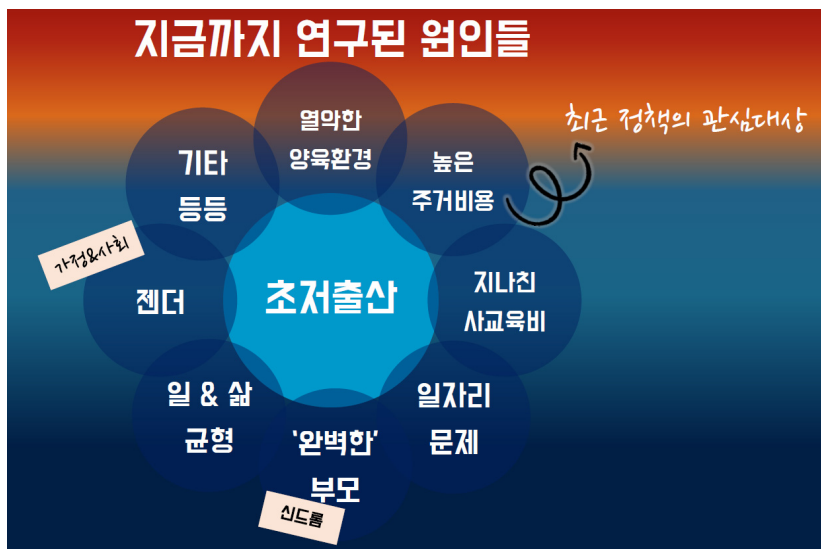 지금까지 연구된 원인들
최근 정책의 관심대상
열악한
양육환경
높은
주거비용
지나친
사교육비
일자리
문제
'완벽한'
부모
신드롬
일 & 삶
균형
젠더
가정&사회
기타
등등
초저출산